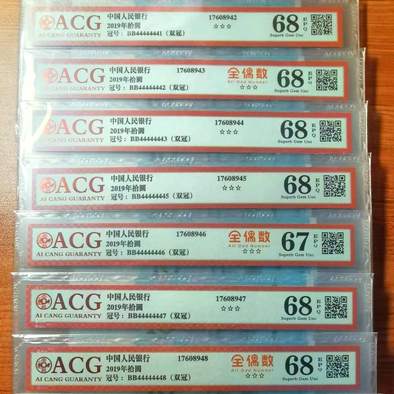 ACG
AI CANG GUARANTY
中国人民银行
17608942
2019年拾圆
☆☆☆
冠号: BB44444441 (双冠)
68
EPQ
Superb Gem Unc
ACG
AI CANG GUARANTY
中国人民银行
17608943
2019年拾圆
冠号: BB44444442 (双冠)
全偶数
☆☆☆
68
EPQ
Superb Gem Unc
ACG
AI CANG GUARANTY
中国人民银行
17608944
2019年拾圆
☆☆☆
冠号: BB44444443 (双冠)
68
EPQ
Superb Gem Unc
ACG
AI CANG GUARANTY
中国人民银行
17608945
2019年拾圆
☆☆☆
冠号: BB44444445 (双冠)
68
EPQ
Superb Gem Unc
ACG
AI CANG GUARANTY
中国人民银行
17608946
2019年拾圆
冠号: BB44444446 (双冠)
全偶数
☆☆☆
67
EPQ
Superb Gem Unc
ACG
AI CANG GUARANTY
中国人民银行
17608947
2019年拾圆
☆☆☆
冠号: BB44444447 (双冠)
68
EPQ
Superb Gem Unc
ACG
AI CANG GUARANTY
中国人民银行
17608948
2019年拾圆
冠号: BB44444448 (双冠)
全偶数
☆☆☆
68
EPQ
Superb Gem Unc